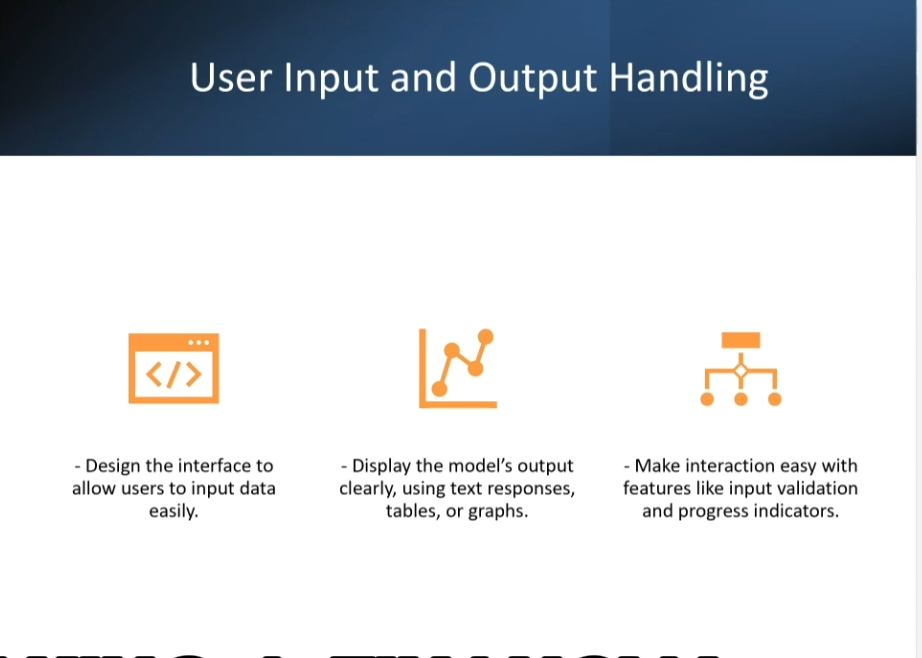 User Input and Output Handling
- Design the interface to
allow users to input data
easily.
- Display the model’s output
clearly, using text responses,
tables, or graphs.
- Make interaction easy with
features like input validation
and progress indicators.